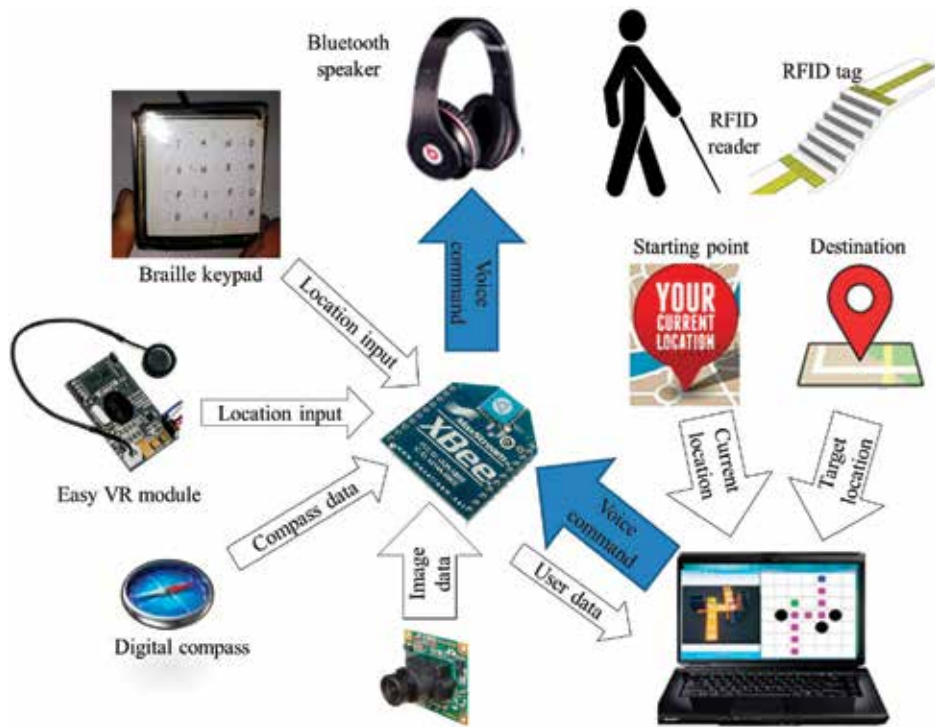 Bluetooth
speaker
RFID tag
RFID
reader
Braille keypad
Voice
command
Starting point
Destination
YOUR
CURRENT
LOCATION
Location input
Location input
Easy VR module
MaxStream
XBee
Current
location
Target
location
Compass data
Voice
command
Image
data
User data
Digital compass